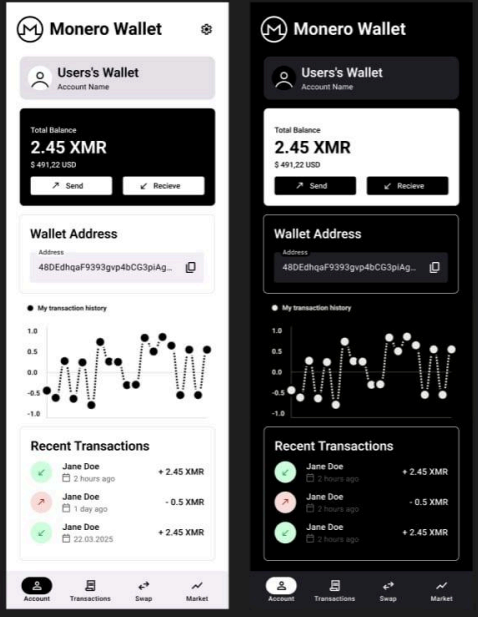 Monero Wallet
Users's Wallet
Account Name
Total Balance
2.45 XMR
$ 491,22 USD
Send
Recieve
Wallet Address
Address
48DEdhqaF9393gvp4bCG3piAg...
My transaction history
1.0
0.5
0.0
-0.5
-1.0
Recent Transactions
Jane Doe
+ 2.45 XMR
2 hours ago
Jane Doe
- 0.5 XMR
1 day ago
Jane Doe
+ 2.45 XMR
22.03.2025
Account Transactions Swap Market
Monero Wallet
Users's Wallet
Account Name
Total Balance
2.45 XMR
$ 491,22 USD
Send
Recieve
Wallet Address
Address
48DEdhqaF9393gvp4bCG3piAg...
My transaction history
1.0
0.5
0.0
-0.5
-1.0
Recent Transactions
Jane Doe
+ 2.45 XMR
2 hours ago
Jane Doe
- 0.5 XMR
2 hours ago
Jane Doe
+ 2.45 XMR
2 hours ago
Account Transactions Swap Market